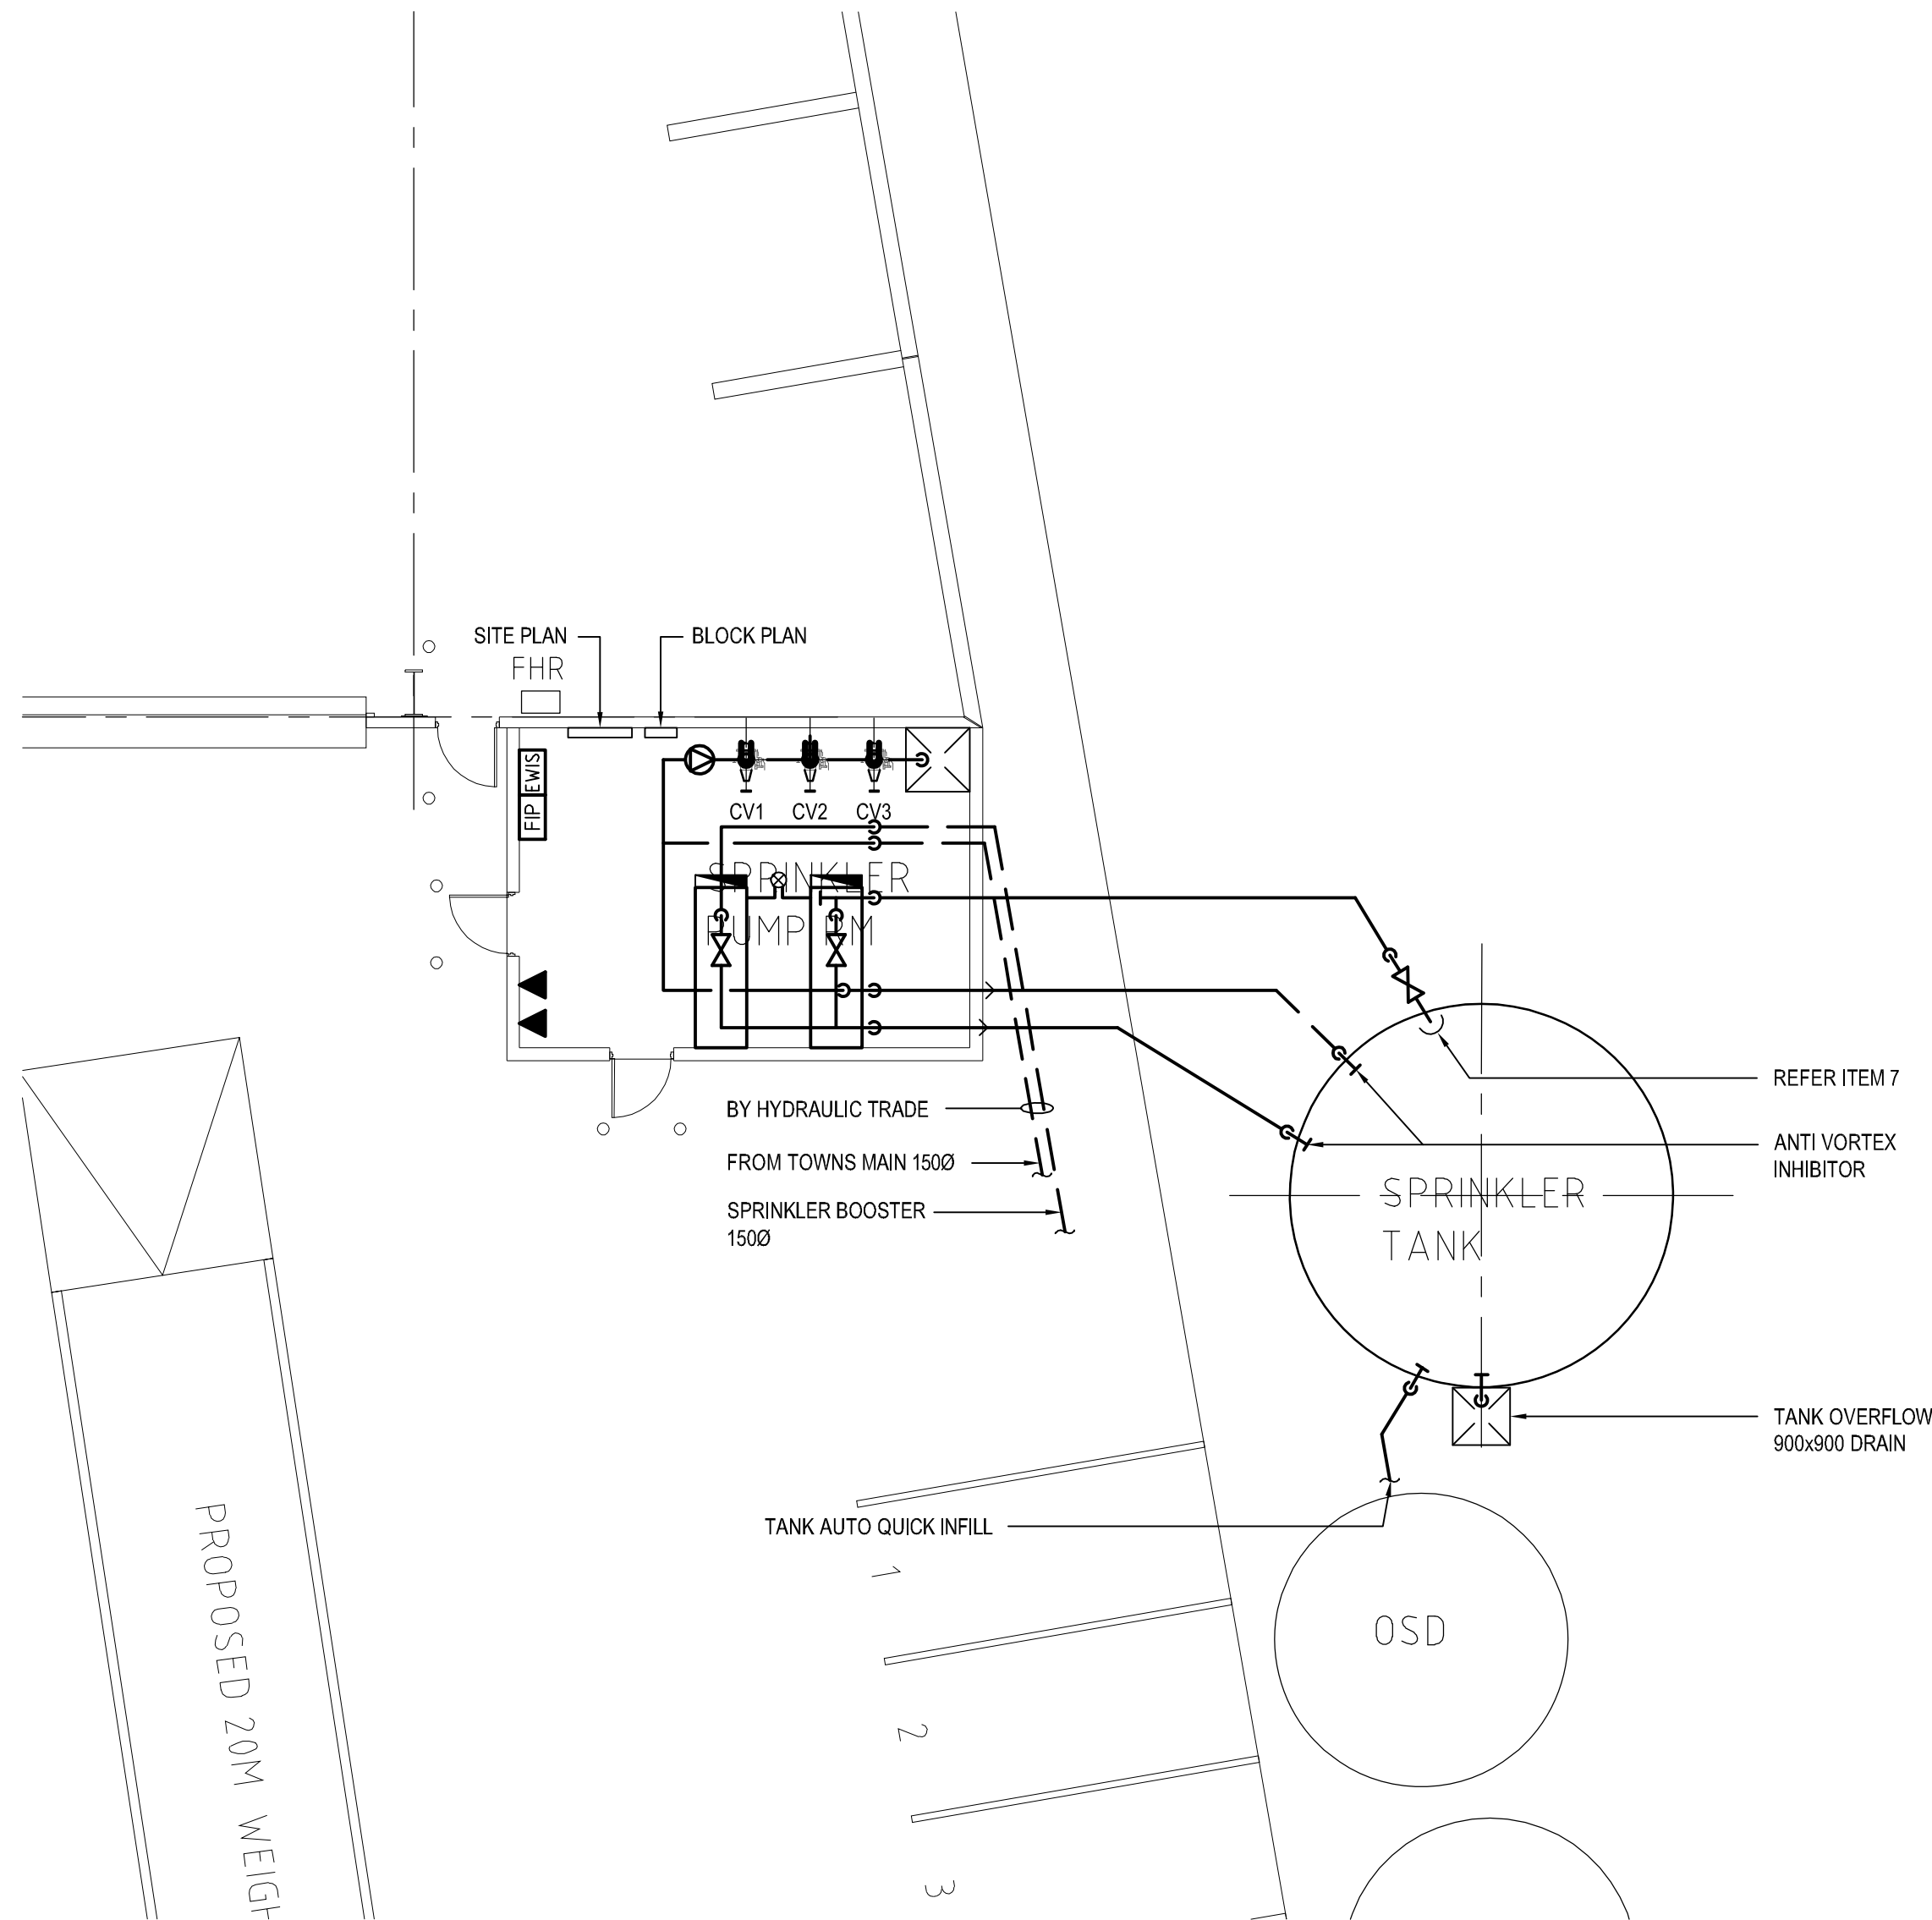 SITE PLAN
BLOCK PLAN
FHR
EWIS
FIP
CV1
CV2
CV3
SPRINKLER
PUMP RM
BY HYDRAULIC TRADE
FROM TOWNS MAIN 150Ø
SPRINKLER BOOSTER
150Ø
REFER ITEM 7
ANTI VORTEX
INHIBITOR
SPRINKLER
TANK
TANK OVERFLOW
900x900 DRAIN
TANK AUTO QUICK INFILL
OSD
1
2
3
PROPOSED 20M